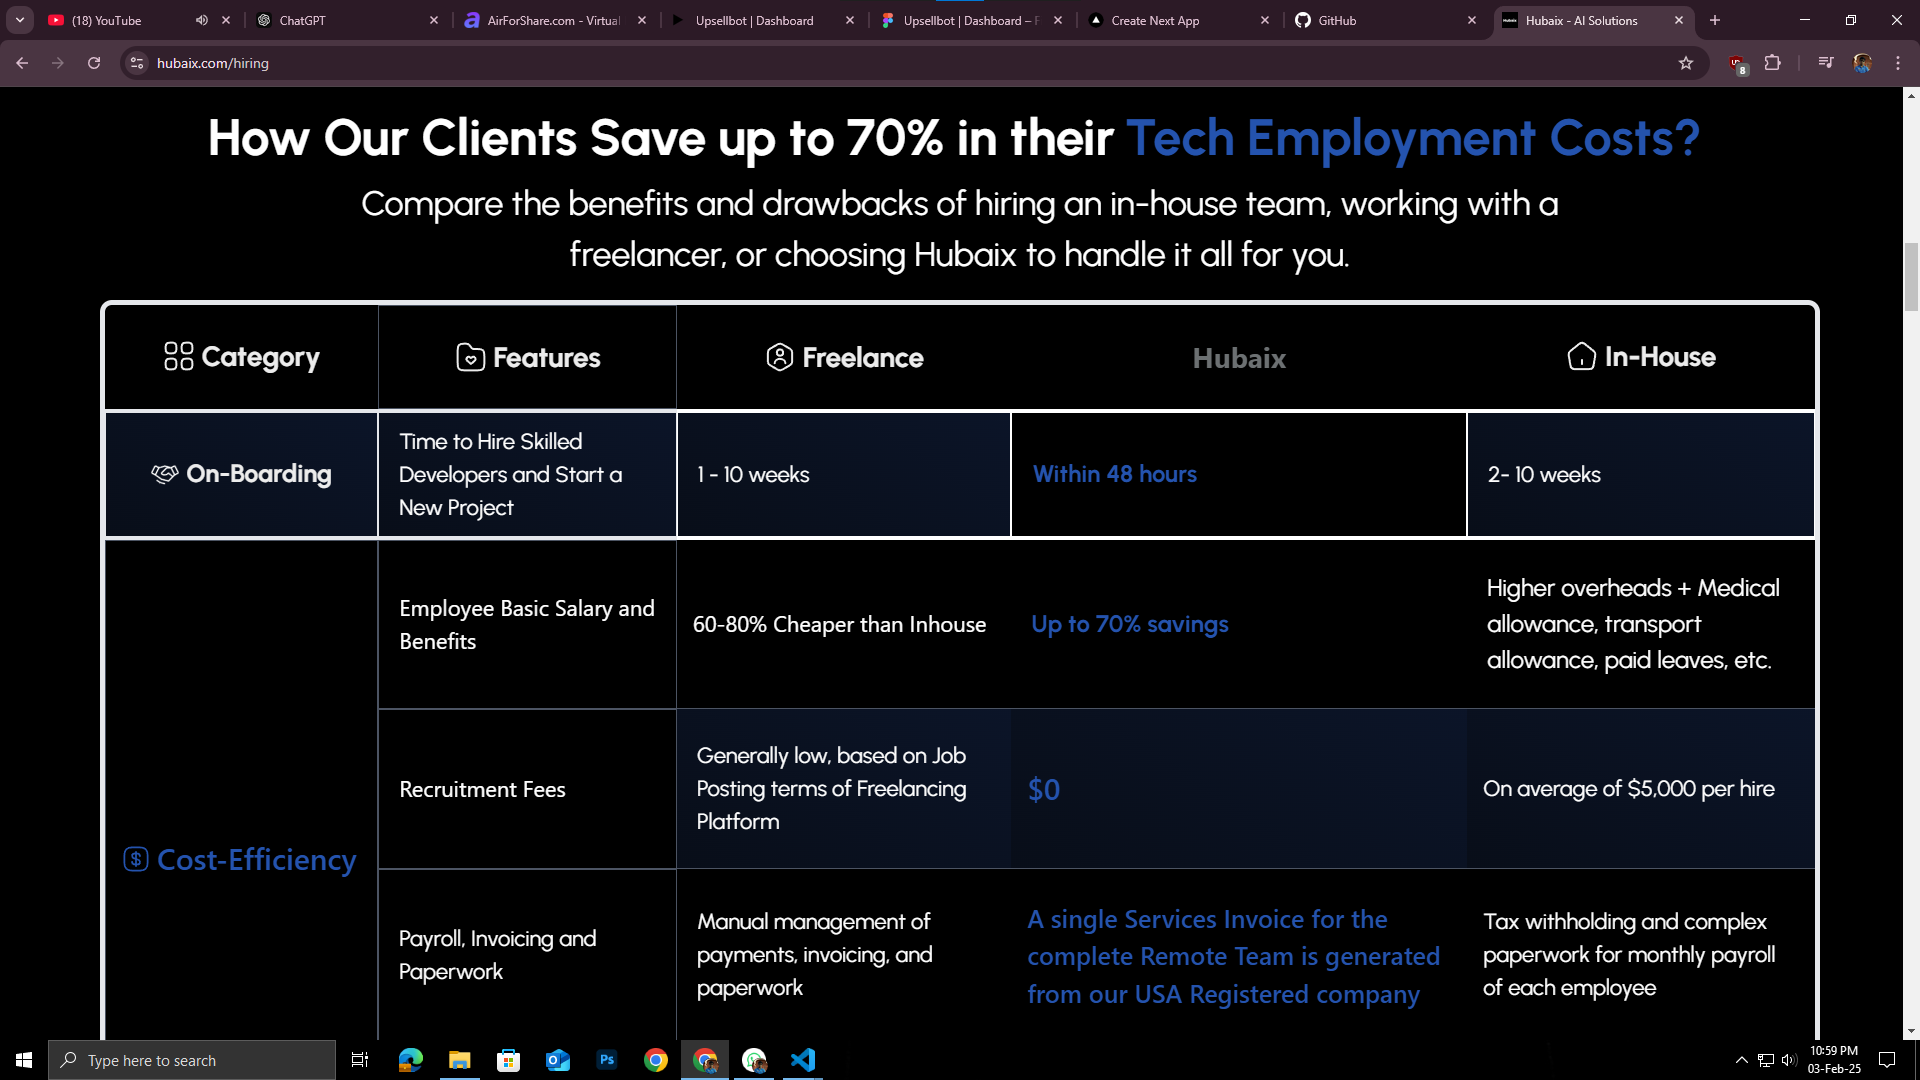 (18) YouTube
ChatGPT
AirForShare.com - Virtual
Upsellbot | Dashboard
Upsellbot | Dashboard – F
Create Next App
GitHub
Hubaix - AI Solutions
hubaix.com/hiring
8
How Our Clients Save up to 70% in their Tech Employment Costs?
Compare the benefits and drawbacks of hiring an in-house team, working with a
freelancer, or choosing Hubaix to handle it all for you.
Category
Features
Freelance
Hubaix
In-House
On-Boarding
Time to Hire Skilled
Developers and Start a
New Project
1 - 10 weeks
Within 48 hours
2- 10 weeks
Cost-Efficiency
Employee Basic Salary and
Benefits
60-80% Cheaper than Inhouse
Up to 70% savings
Higher overheads + Medical
allowance, transport
allowance, paid leaves, etc.
Recruitment Fees
Generally low, based on Job
Posting terms of Freelancing
Platform
$0
On average of $5,000 per hire
Payroll, Invoicing and
Paperwork
Manual management of
payments, invoicing, and
paperwork
A single Services Invoice for the
complete Remote Team is generated
from our USA Registered company
Tax withholding and complex
paperwork for monthly payroll
of each employee
Type here to search
Ps
10:59 PM
03-Feb-25